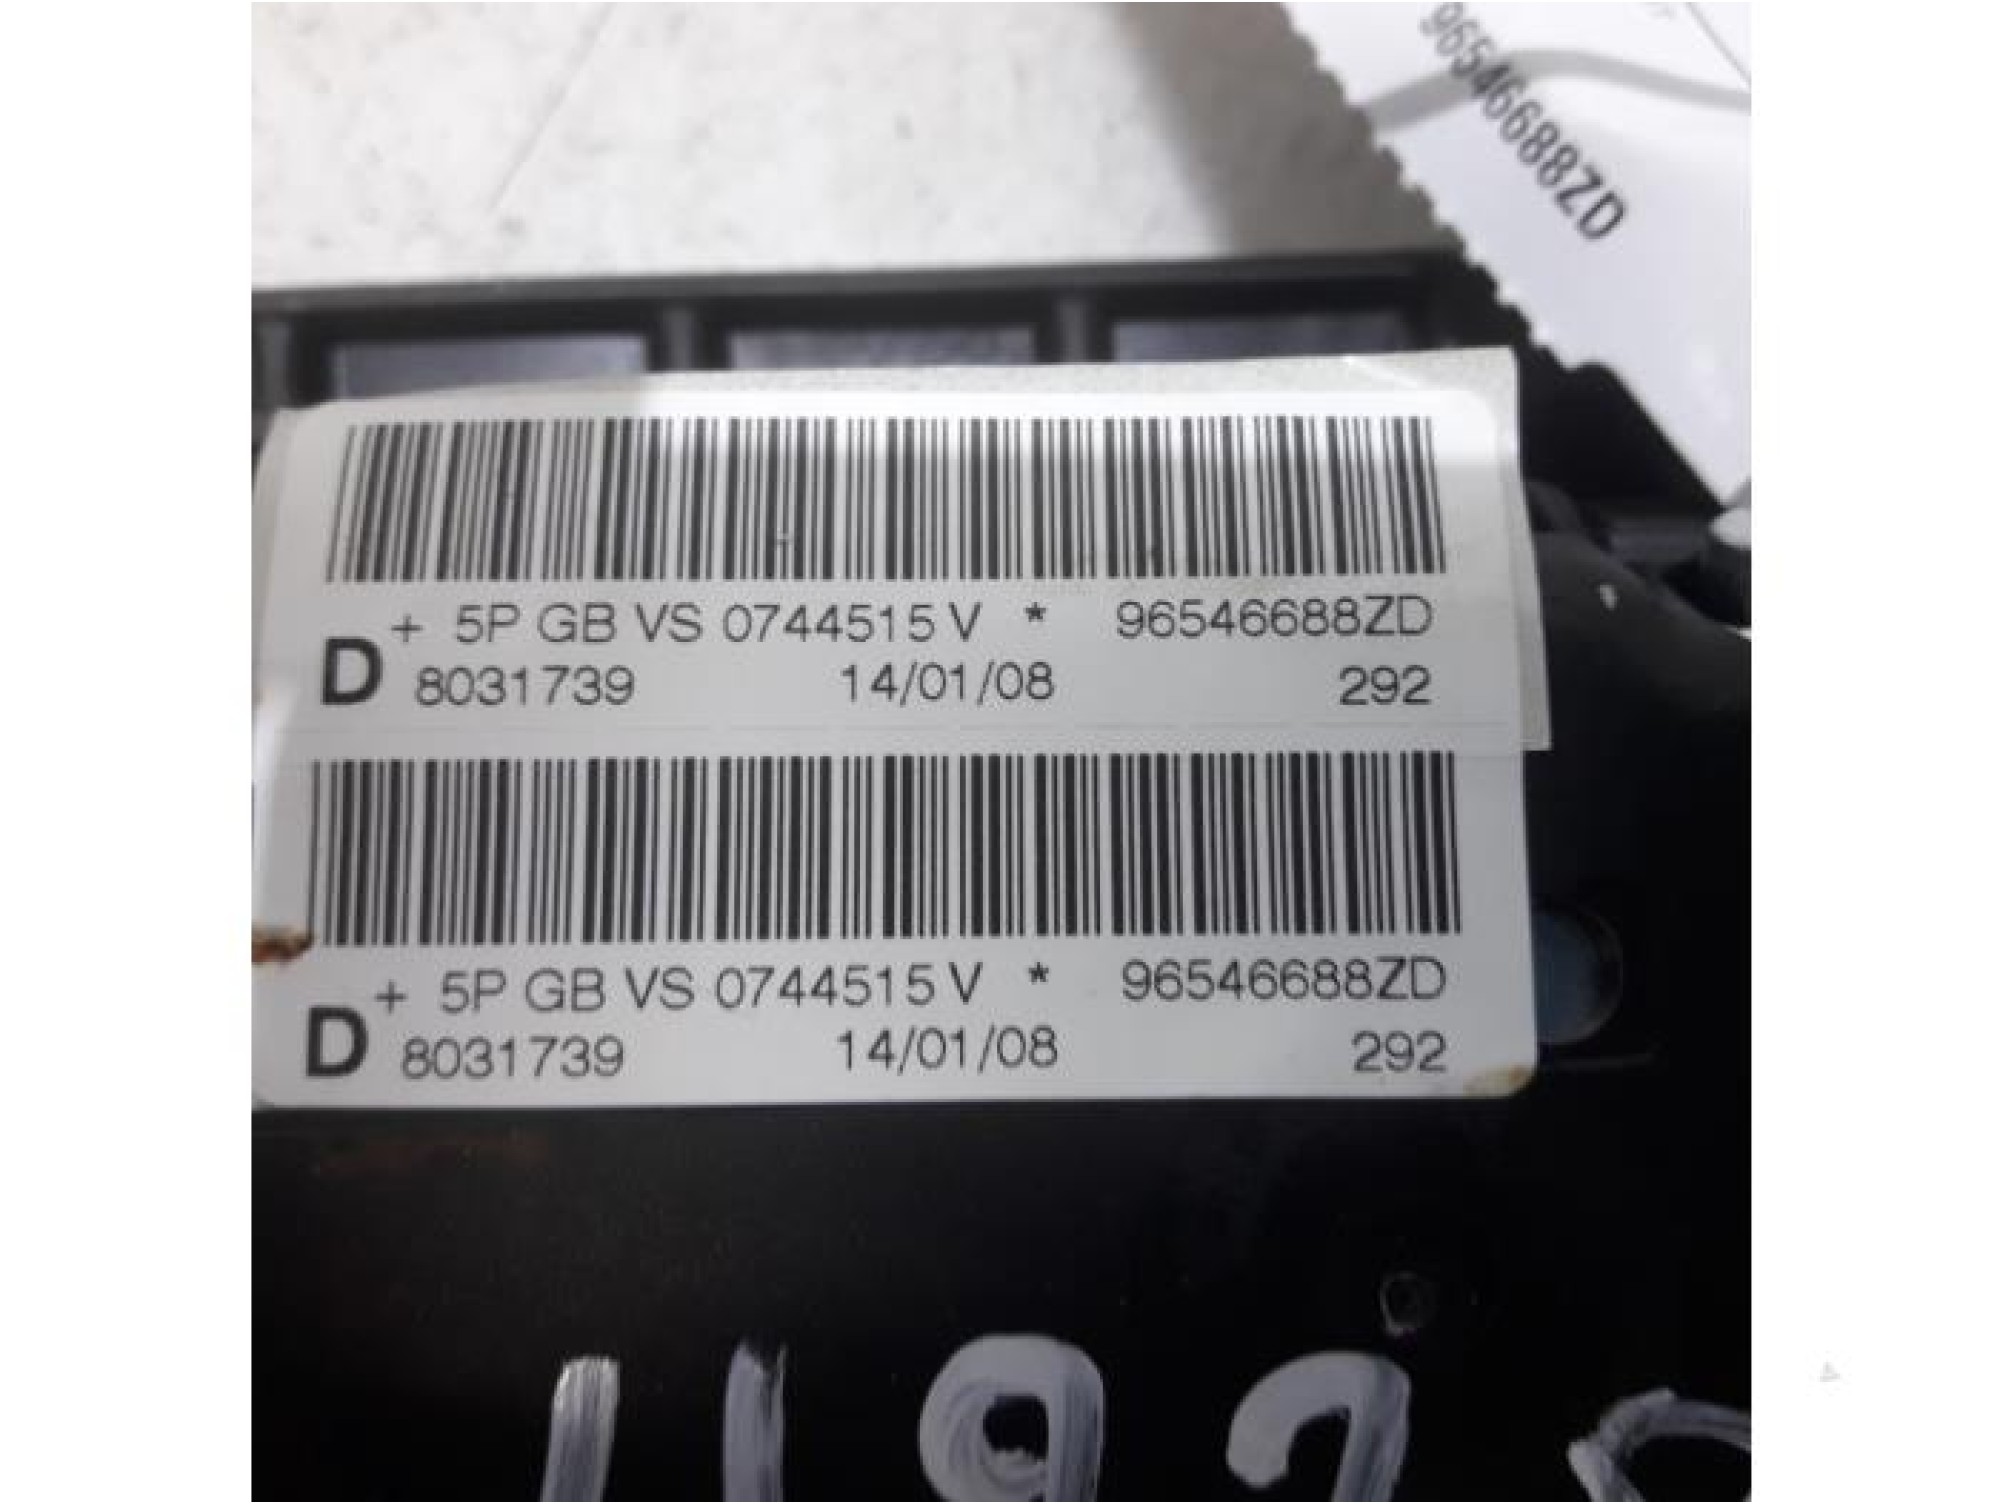 96546688ZD
+ 5P GB VS 0744515 V * 96546688ZD
D 8031739 14/01/08 292
+ 5P GB VS 0744515 V * 96546688ZD
D 8031739 14/01/08 292